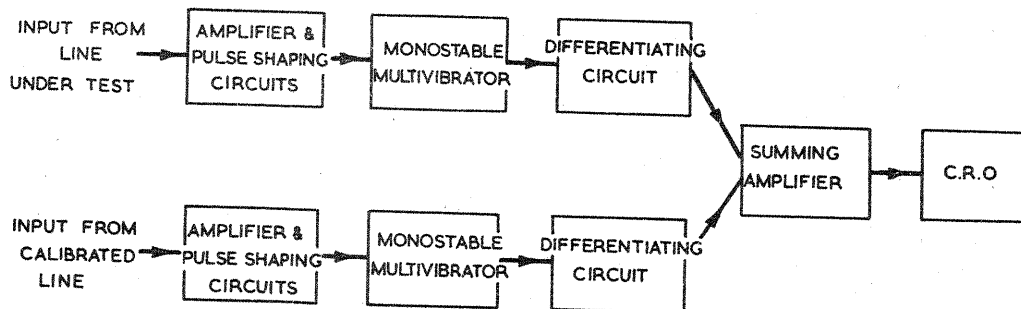 INPUT FROM
LINE
UNDER TEST
AMPLIFIER &
PULSE SHAPING
CIRCUITS
MONOSTABLE
MULTIVIBRATOR
DIFFERENTIATING
CIRCUIT
SUMMING
AMPLIFIER
C.R.O
INPUT FROM
CALIBRATED
LINE
AMPLIFIER &
PULSE SHAPING
CIRCUITS
MONOSTABLE
MULTIVIBRATOR
DIFFERENTIATING
CIRCUIT